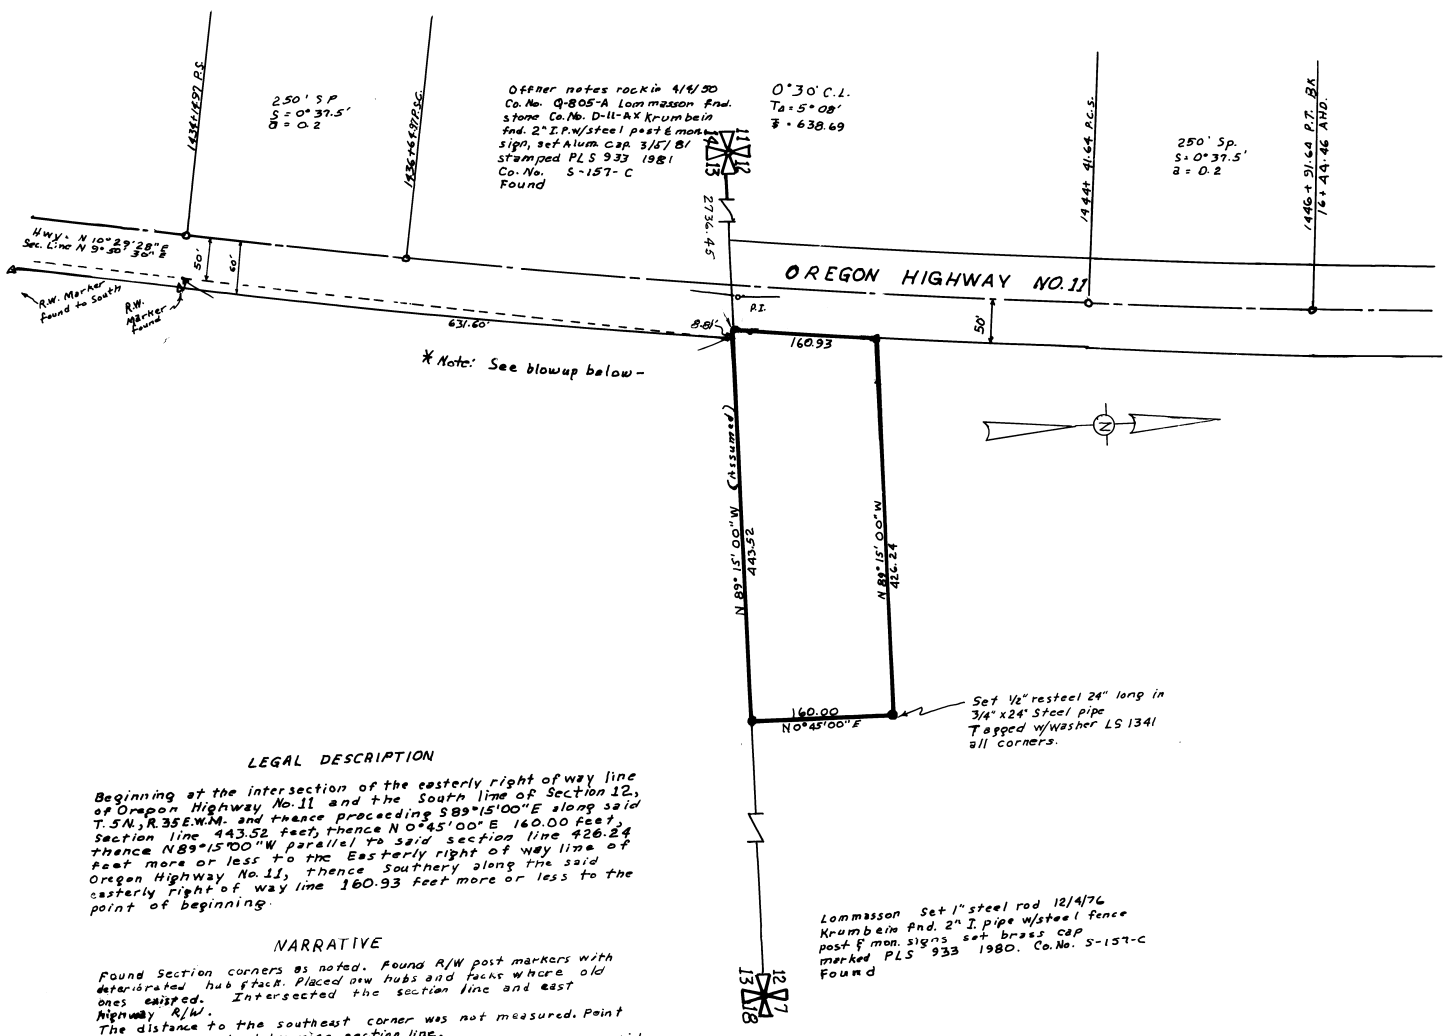 1434+1497 P.S.
250' S P
S = 0° 37.5'
a = 0.2
1436+6497 P.S.C.
Offner notes rock in 4/4/50
Co. No. Q-805-A Lommasson fnd.
stone Co. No. D-11-AX Krumbein
fnd. 2" I.P. w/steel post & mon.
sign, set Alum. Cap 3/5/81
stamped PLS 933 1981
Co. No. S-157-C
Found
0°30' C.L.
T△ = 5° 08'
= 638.69
14 11
13 12
2736.45
1444+41.64 P.C.S.
250' Sp.
S = 0° 37.5'
a = 0.2
1446 + 91.64 P.T. BK
16 + 44.46 AHD.
Hwy. N 10°29'28" E
Sec. Line N 9°50' 30" E
50'
60'
R.W. Marker
found to South
R.W.
Marker
found
631.60'
8.81'
P.I.
OREGON HIGHWAY NO. 11
50'
160.93
* Note: See blowup below -
N
N 89° 15' 00" W (Assumed)
443.52
N 89° 15' 00" W
426.24
160.00
N 0°45'00" E
Set 1/2" resteel 24" long in
3/4" x 24" Steel pipe
Tagged w/washer LS 1341
all corners.
LEGAL DESCRIPTION
Beginning at the intersection of the easterly right of way line
of Oregon Highway No. 11 and the South line of Section 12,
T. 5N., R. 35 E.W.M. and thence proceeding S 89°15'00" E along said
Section line 443.52 feet, thence N 0°45'00" E 160.00 feet,
thence N 89°15'00" W parallel to said section line 426.24
feet more or less to the Easterly right of way line of
Oregon Highway No. 11, thence Southery along the said
easterly right of way line 160.93 feet more or less to the
point of beginning.
NARRATIVE
Found Section corners as noted. Found R/W post markers with
deteribrated hub & tack. Placed new hubs and tacks where old
ones existed. Intersected the section line and east
highway R/W.
The distance to the southeast corner was not measured. Point
section line.
Lommasson Set 1" steel rod 12/4/76
Krumbein fnd. 2" I. pipe w/steel fence
post & mon. signs set brass cap
marked PLS 933 1980. Co. No. S-157-C
Found
13 12
18 7